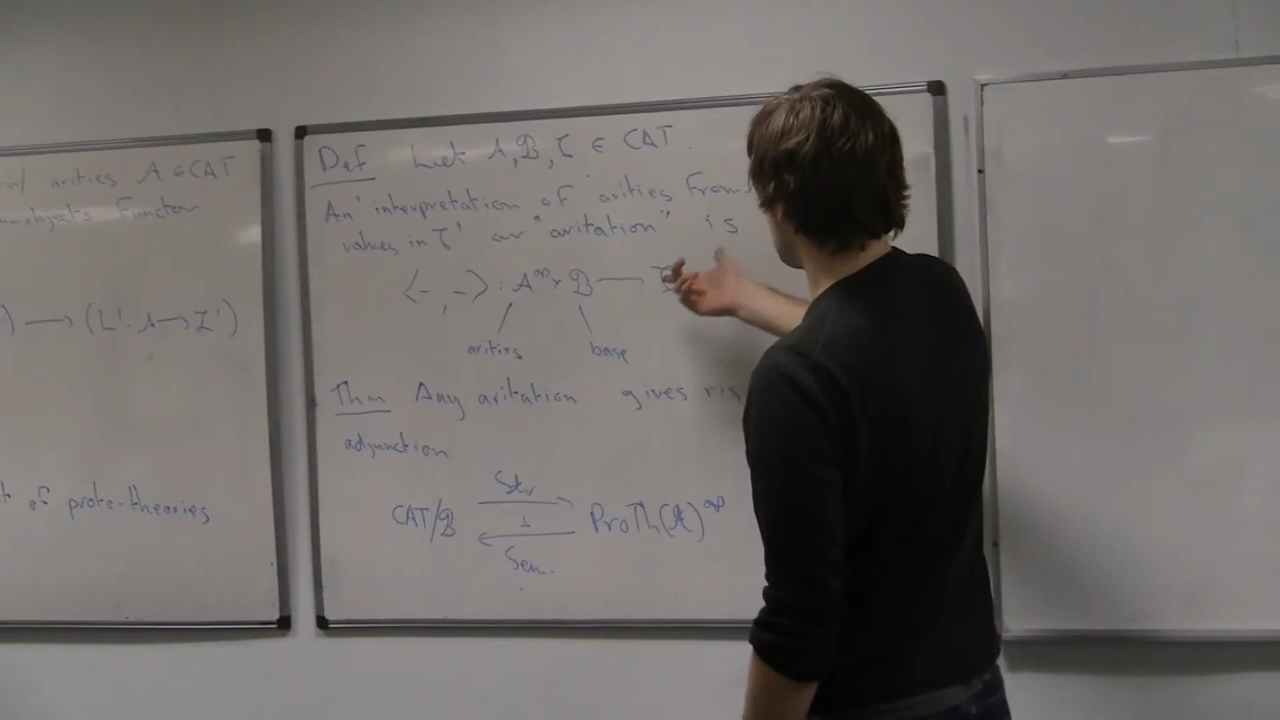 w/ arities A ∈ CAT
objects functor
) → (L': A → L')
of proto-theories
Def Let A, B, C ∈ CAT.
An "interpretation of arities from
values in C" or "aritation" is
⟨-, -⟩ : A^op × B → C
arities base
Thm Any aritation gives ris
adjunction
Str
CAT/B ⊥ ProTh(A)^op
Sem